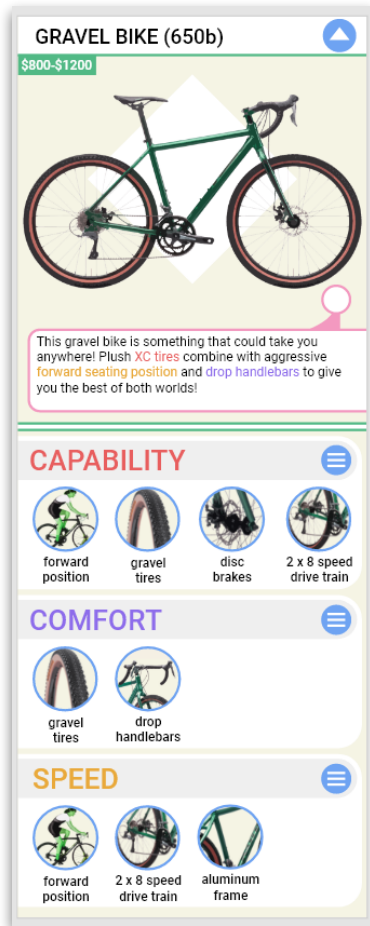 GRAVEL BIKE (650b)
$800-$1200
This gravel bike is something that could take you
anywhere! Plush XC tires combine with aggressive
forward seating position and drop handlebars to give
you the best of both worlds!
CAPABILITY
forward
position
gravel
tires
disc
brakes
2 x 8 speed
drive train
COMFORT
gravel
tires
drop
handlebars
SPEED
forward
position
2 x 8 speed
drive train
aluminum
frame